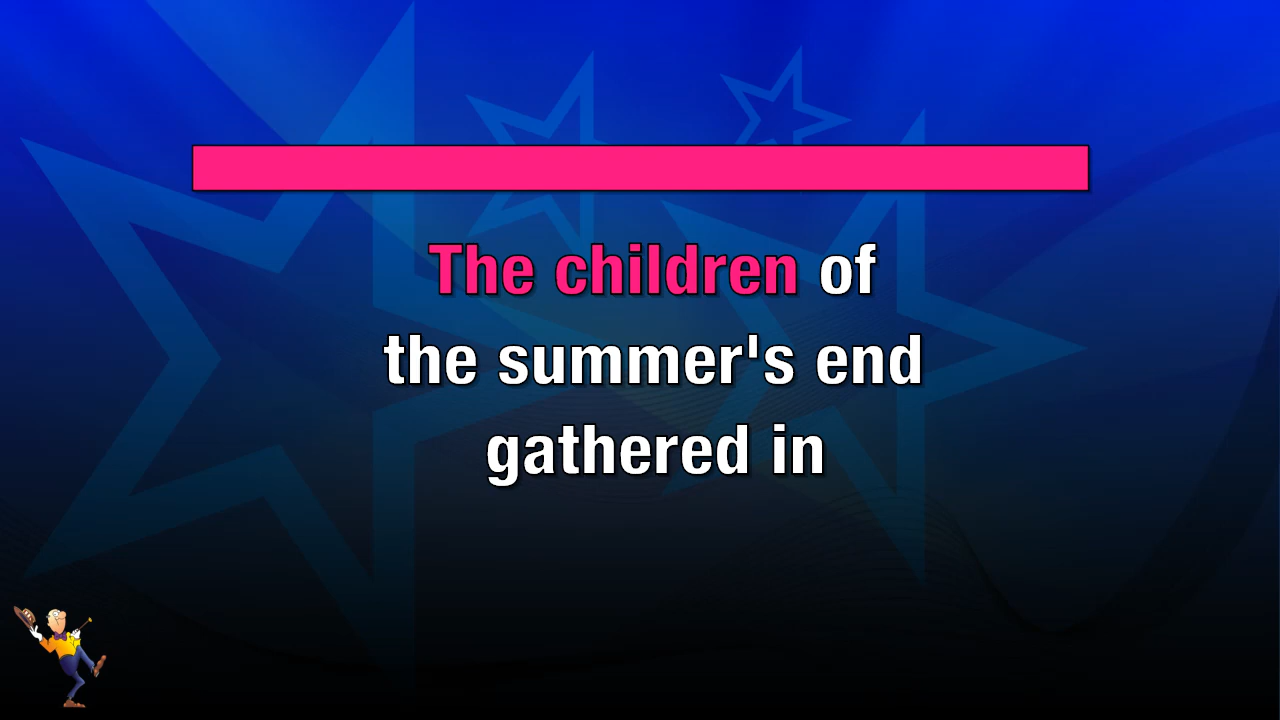 The children of
the summer's end
gathered in